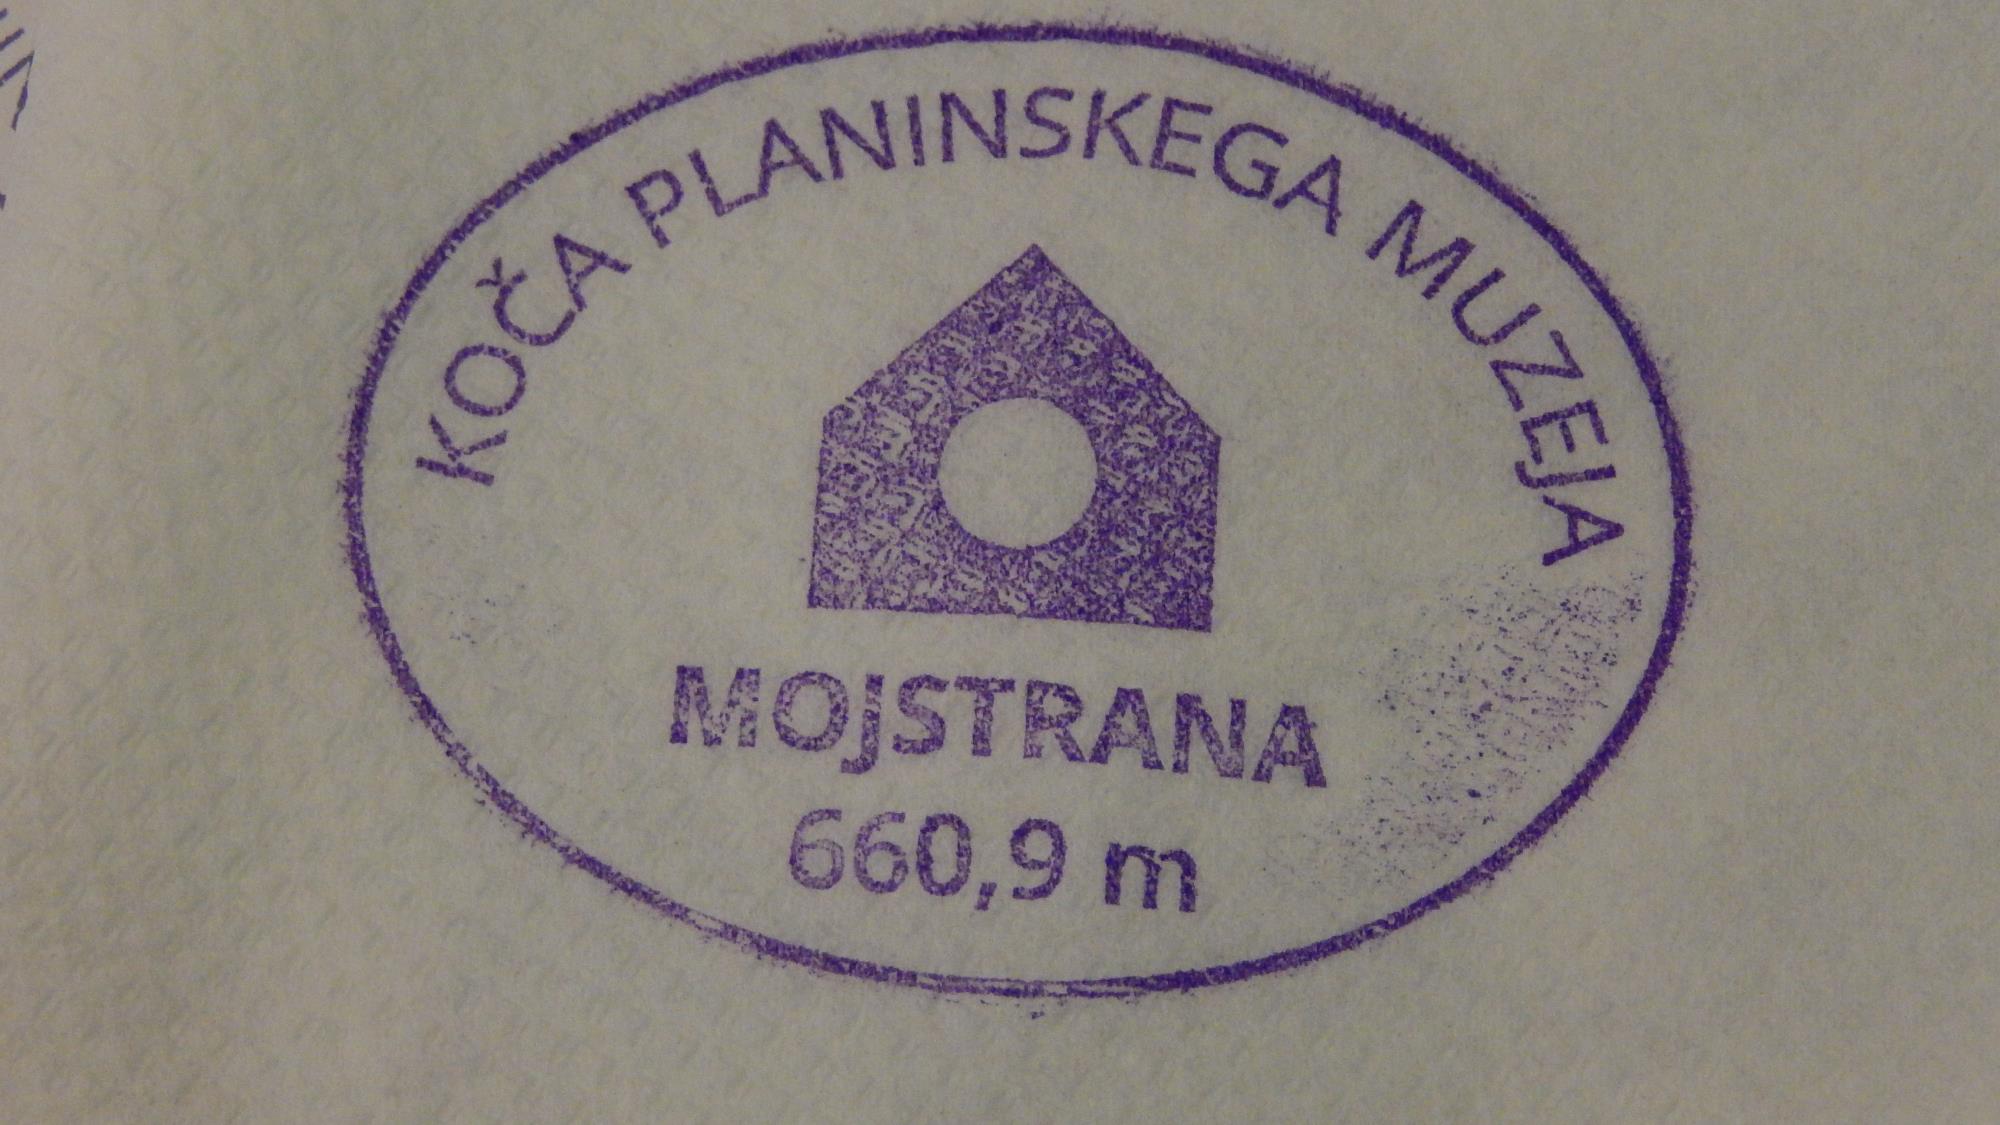 KOČA PLANINSKEGA MUZEJA
MOJSTRANA
660,9 m